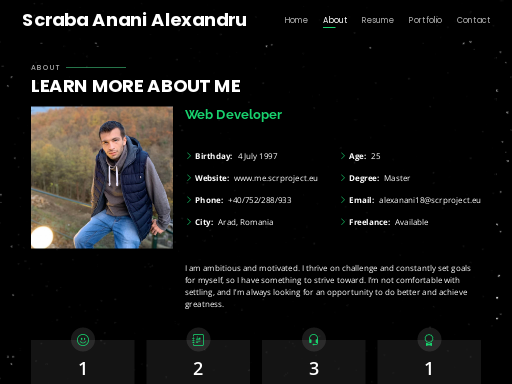 Scraba Anani Alexandru
Home About Resume Portfolio Contact
ABOUT
LEARN MORE ABOUT ME
Web Developer
Birthday: 4 July 1997
Age: 25
Website: www.me.scrproject.eu
Degree: Master
Phone: +40/752/288/933
Email: alexanani18@scrproject.eu
City: Arad, Romania
Freelance: Available
I am ambitious and motivated. I thrive on challenge and constantly set goals
for myself, so I have something to strive toward. I'm not comfortable with
settling, and I'm always looking for an opportunity to do better and achieve
greatness.
1 2 3 1